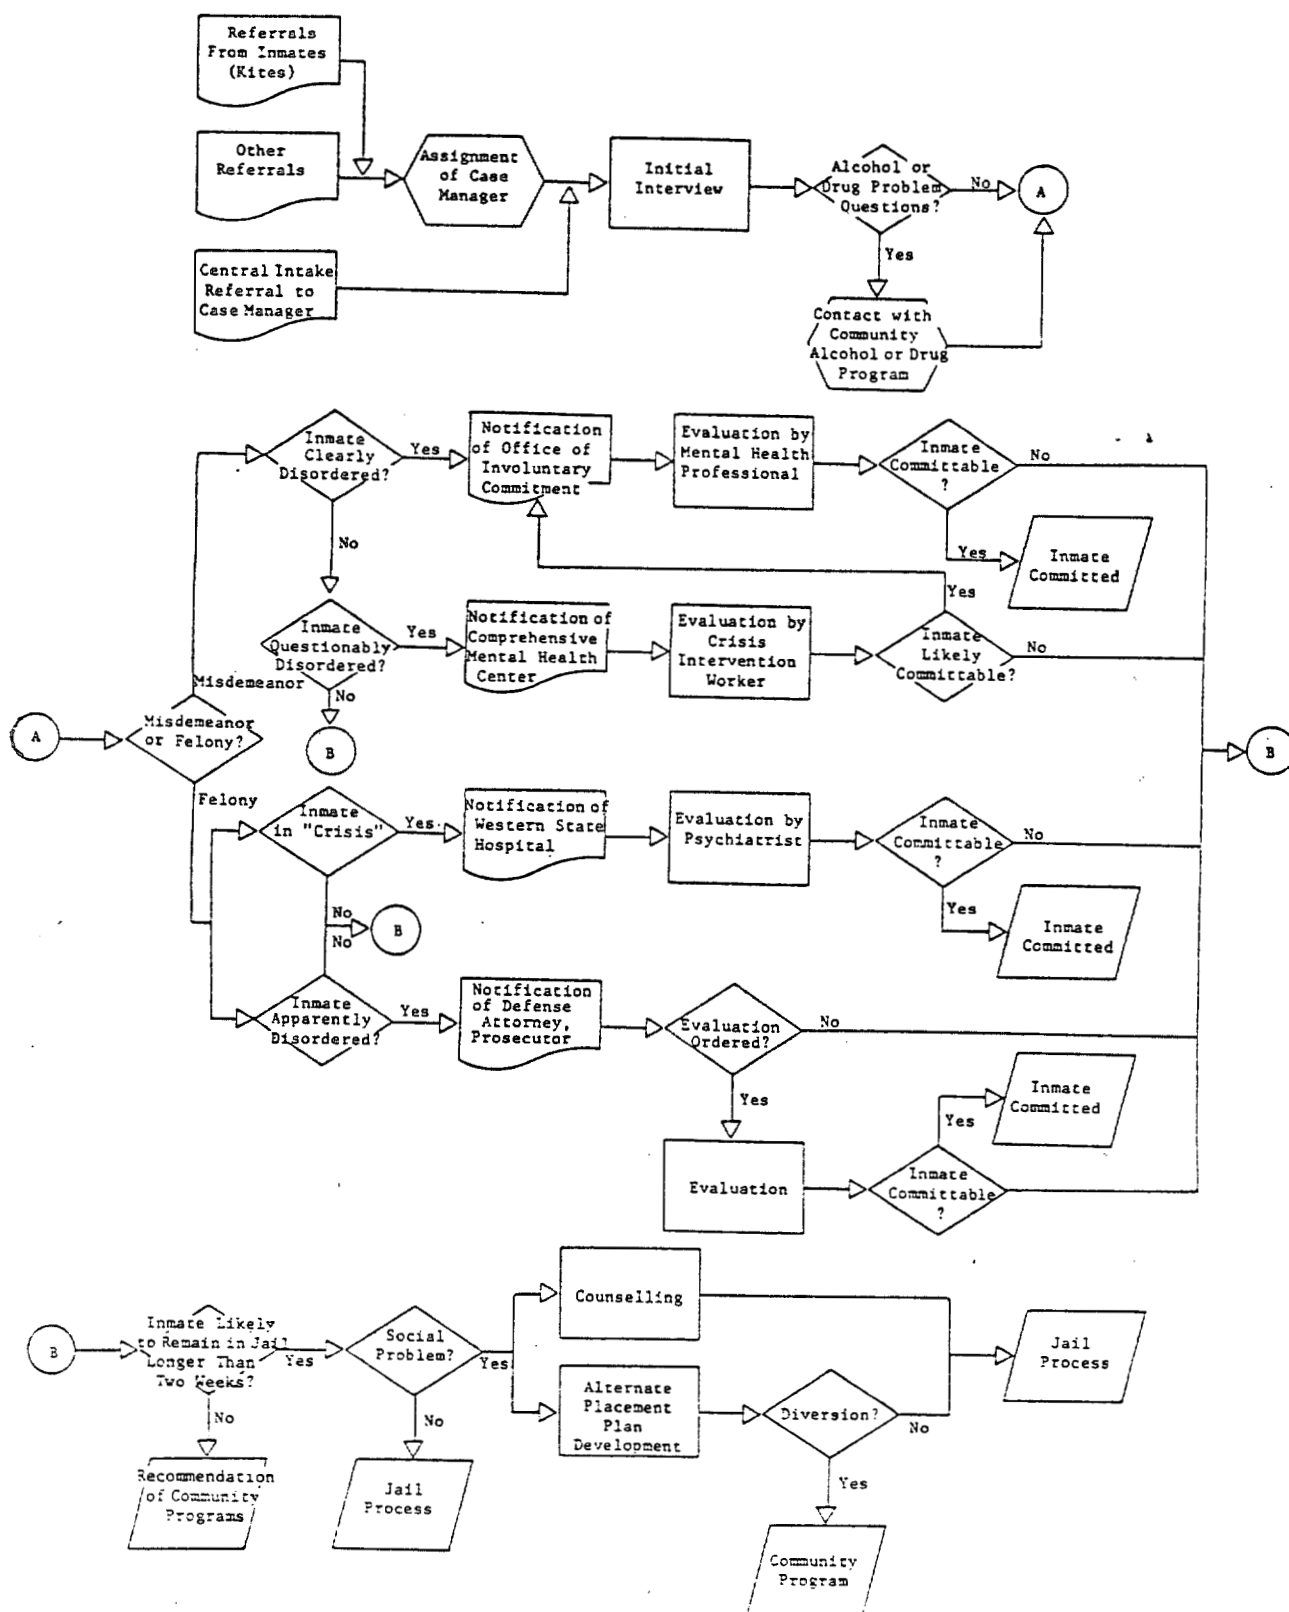 Referrals
From Inmates
(Kites)
Other
Referrals
Assignment
of Case
Manager
Initial
Interview
Alcohol or
Drug Problem
Questions?
No
A
Yes
Central Intake
Referral to
Case Manager
Contact with
Community
Alcohol or Drug
Program
Inmate
Clearly
Disordered?
Yes
Notification
of Office of
Involuntary
Commitment
Evaluation by
Mental Health
Professional
Inmate
Committable
?
No
No
Yes
Inmate
Committed
Yes
Inmate
Questionably
Disordered?
Yes
Notification of
Comprehensive
Mental Health
Center
Evaluation by
Crisis
Intervention
Worker
Inmate
Likely
Committable?
No
Misdemeanor
No
A
Misdemeanor
or Felony?
B
B
Felony
Inmate
in "Crisis"
Yes
Notification of
Western State
Hospital
Evaluation by
Psychiatrist
Inmate
Committable
?
No
No
B
No
Yes
Inmate
Committed
Inmate
Apparently
Disordered?
Yes
Notification
of Defense
Attorney,
Prosecutor
Evaluation
Ordered?
No
Yes
Inmate
Committed
Yes
Evaluation
Inmate
Committable
?
B
Inmate Likely
to Remain in Jail
Longer Than
Two Weeks?
Yes
Social
Problem?
Yes
Counselling
Jail
Process
No
Recommendation
of Community
Programs
No
Jail
Process
Alternate
Placement
Plan
Development
Diversion?
No
Yes
Community
Program